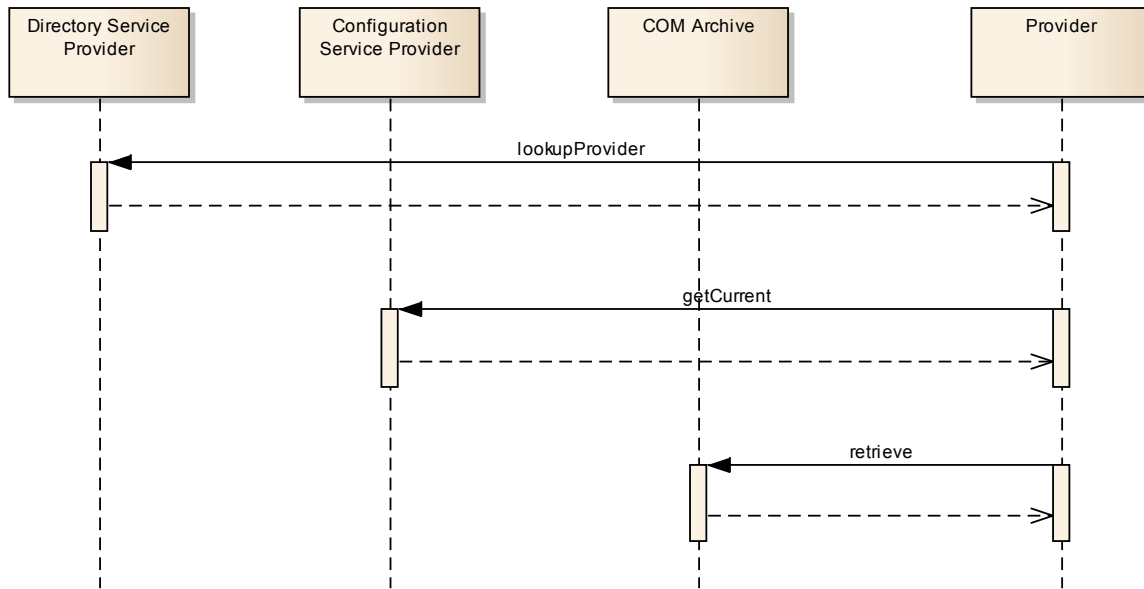 Directory Service
Provider
Configuration
Service Provider
COM Archive
Provider
lookupProvider
getCurrent
retrieve